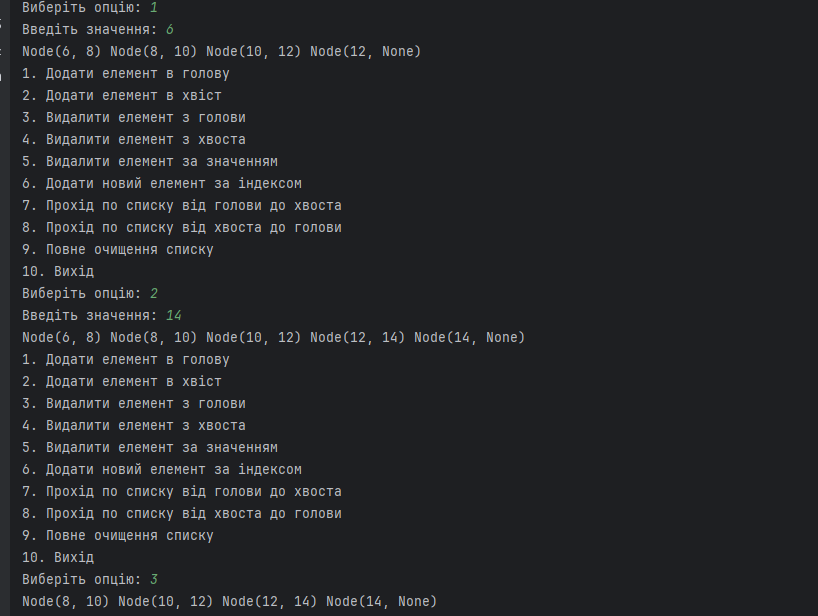 Виберіть опцію: 1
Введіть значення: 6
Node(6, 8) Node(8, 10) Node(10, 12) Node(12, None)
1. Додати елемент в голову
2. Додати елемент в хвіст
3. Видалити елемент з голови
4. Видалити елемент з хвоста
5. Видалити елемент за значенням
6. Додати новий елемент за індексом
7. Прохід по списку від голови до хвоста
8. Прохід по списку від хвоста до голови
9. Повне очищення списку
10. Вихід
Виберіть опцію: 2
Введіть значення: 14
Node(6, 8) Node(8, 10) Node(10, 12) Node(12, 14) Node(14, None)
1. Додати елемент в голову
2. Додати елемент в хвіст
3. Видалити елемент з голови
4. Видалити елемент з хвоста
5. Видалити елемент за значенням
6. Додати новий елемент за індексом
7. Прохід по списку від голови до хвоста
8. Прохід по списку від хвоста до голови
9. Повне очищення списку
10. Вихід
Виберіть опцію: 3
Node(8, 10) Node(10, 12) Node(12, 14) Node(14, None)